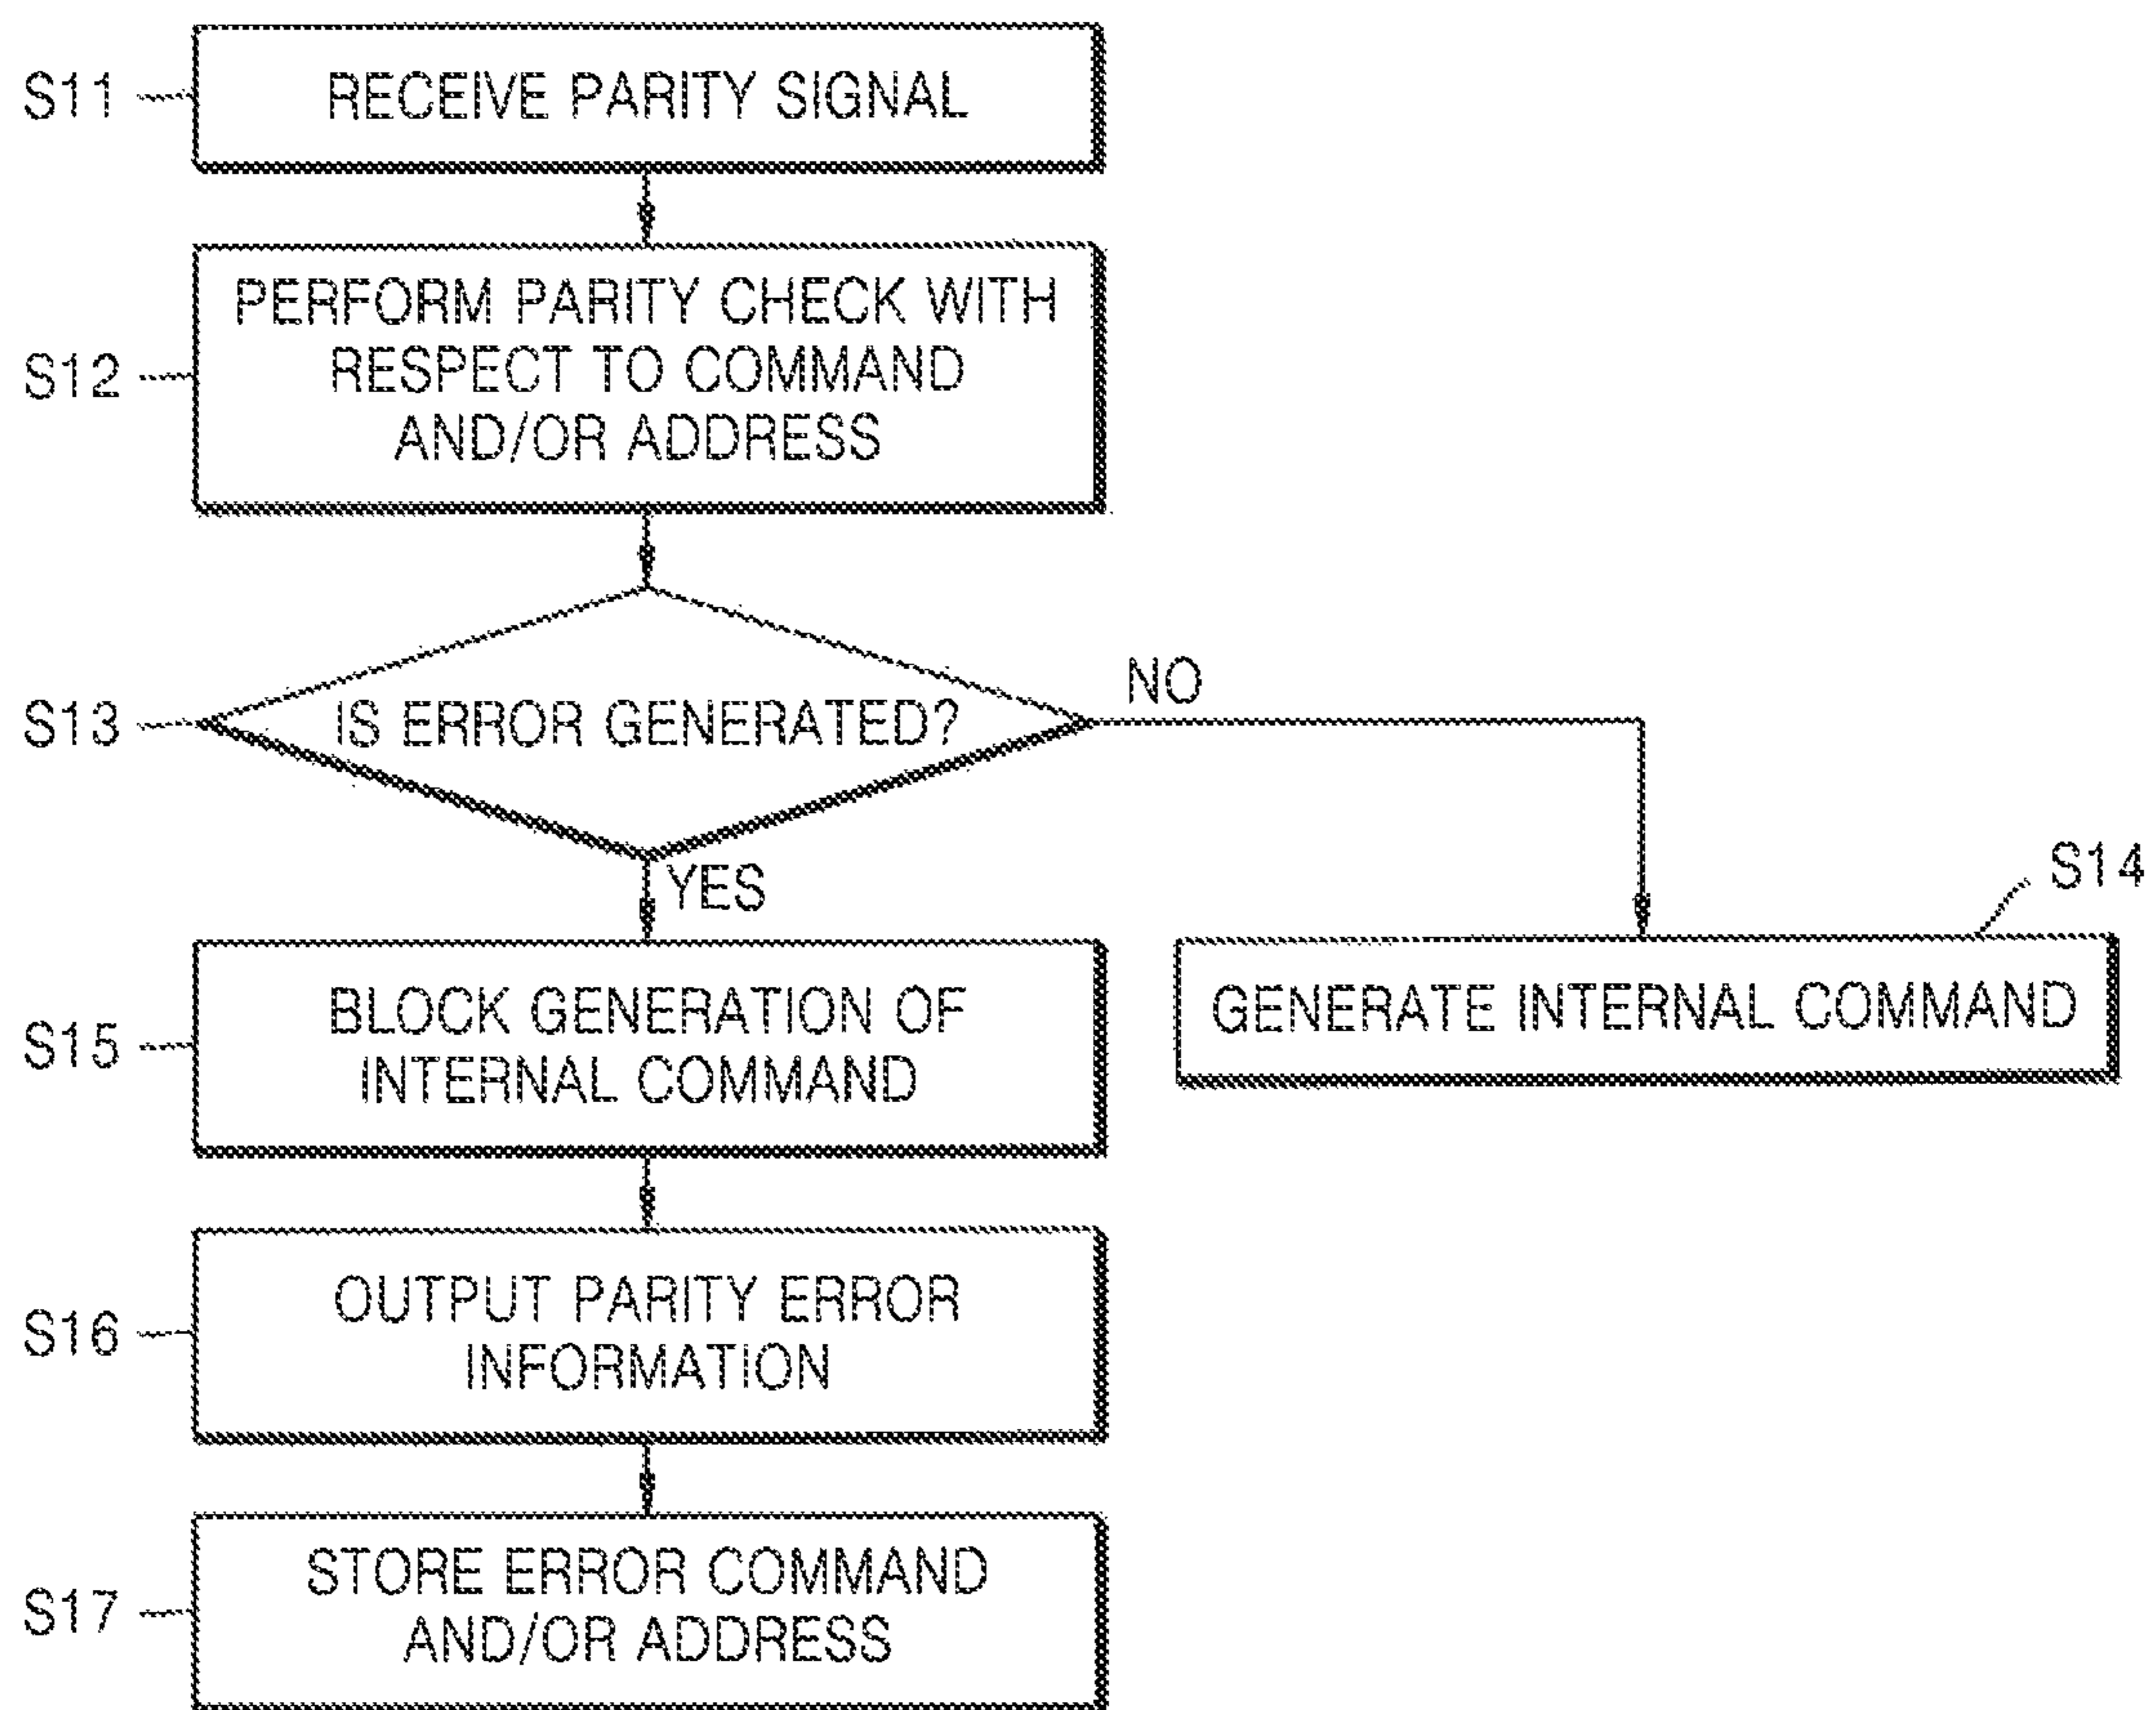 S11
RECEIVE PARITY SIGNAL
S12
PERFORM PARITY CHECK WITH
RESPECT TO COMMAND
AND/OR ADDRESS
S13
IS ERROR GENERATED?
NO
YES
S14
GENERATE INTERNAL COMMAND
S15
BLOCK GENERATION OF
INTERNAL COMMAND
S16
OUTPUT PARITY ERROR
INFORMATION
S17
STORE ERROR COMMAND
AND/OR ADDRESS